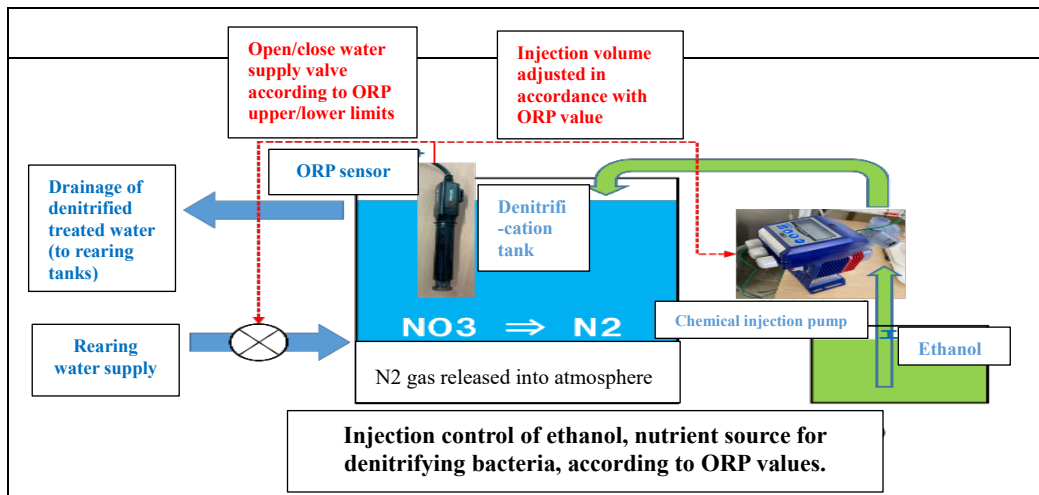 Open/close water
supply valve
according to ORP
upper/lower limits
Injection volume
adjusted in
accordance with
ORP value
ORP sensor
Drainage of
denitrified
treated water
(to rearing
tanks)
Denitrifi
-cation
tank
NO3 ⇒ N2
Chemical injection pump
Rearing
water supply
Ethanol
N2 gas released into atmosphere
Injection control of ethanol, nutrient source for
denitrifying bacteria, according to ORP values.